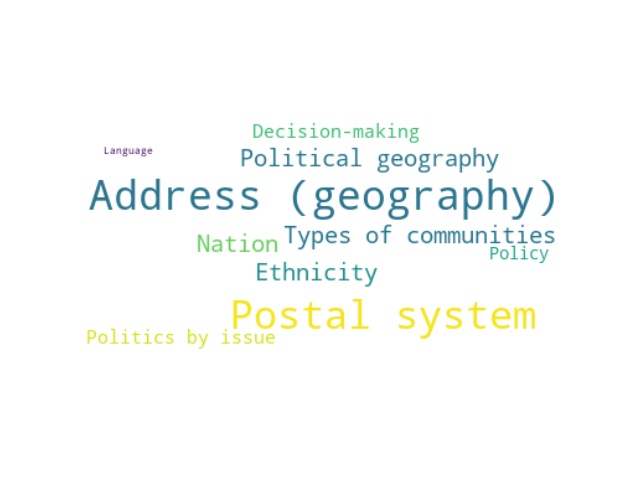 Decision-making
Language
Political geography
Address (geography)
Types of communities
Nation
Policy
Ethnicity
Postal system
Politics by issue